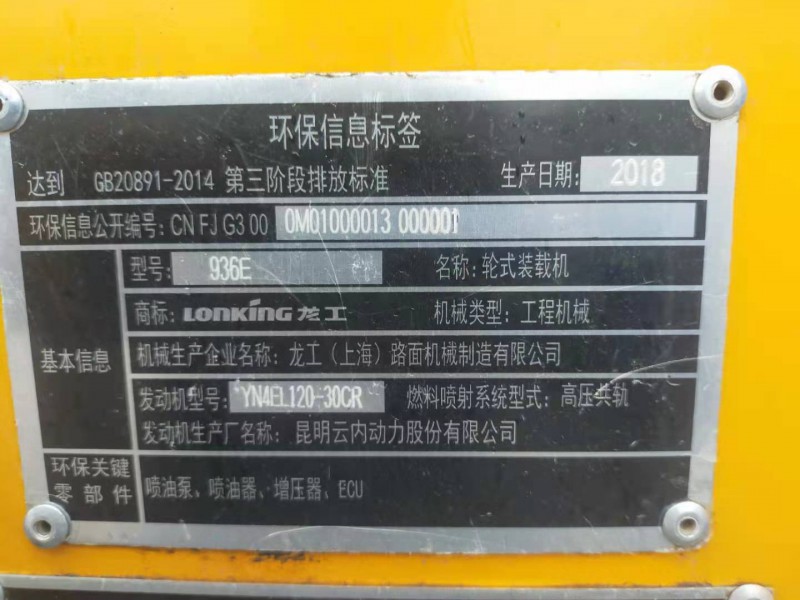 环保信息标签
达到 GB20891-2014 第三阶段排放标准 生产日期: 2018
环保信息公开编号: CN FJ G3 00 0M01000013 000001
型号: 936E 名称: 轮式装载机
商标: LONKING 龙工 机械类型: 工程机械
基本信息 机械生产企业名称: 龙工（上海）路面机械制造有限公司
发动机型号: YN4EL120-30CR 燃料喷射系统型式: 高压共轨
发动机生产厂名称: 昆明云内动力股份有限公司
环保关键
零部件 喷油泵、喷油器、增压器、ECU